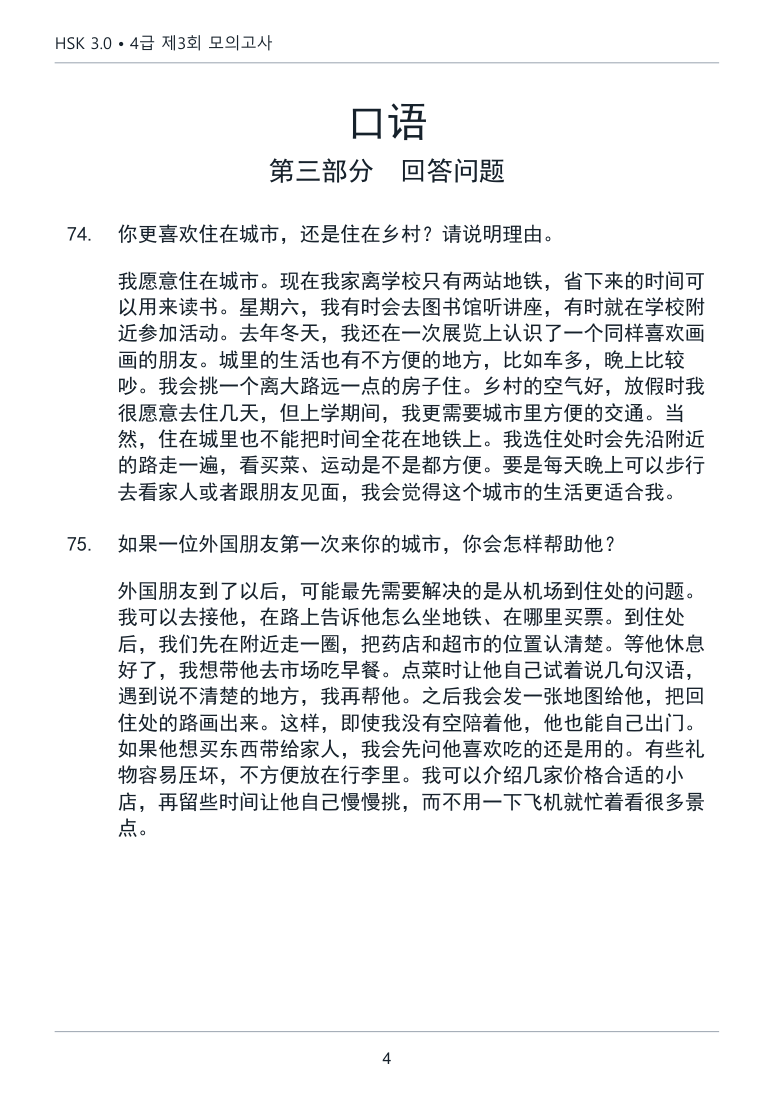 HSK 3.0 • 4급 제3회 모의고사
口语
第三部分　回答问题
74. 你更喜欢住在城市，还是住在乡村？请说明理由。
我愿意住在城市。现在我家离学校只有两站地铁，省下来的时间可
以用来读书。星期六，我有时会去图书馆听讲座，有时就在学校附
近参加活动。去年冬天，我还在一次展览上认识了一个同样喜欢画
画的朋友。城里的生活也有不方便的地方，比如车多，晚上比较
吵。我会挑一个离大路远一点的房子住。乡村的空气好，放假时我
很愿意去住几天，但上学期间，我更需要城市里方便的交通。当
然，住在城里也不能把时间全花在地铁上。我选住处时会先沿附近
的路走一遍，看买菜、运动是不是都方便。要是每天晚上可以步行
去看家人或者跟朋友见面，我会觉得这个城市的生活更适合我。
75. 如果一位外国朋友第一次来你的城市，你会怎样帮助他？
外国朋友到了以后，可能最先需要解决的是从机场到住处的问题。
我可以去接他，在路上告诉他怎么坐地铁、在哪里买票。到住处
后，我们先在附近走一圈，把药店和超市的位置认清楚。等他休息
好了，我想带他去市场吃早餐。点菜时让他自己试着说几句汉语，
遇到说不清楚的地方，我再帮他。之后我会发一张地图给他，把回
住处的路画出来。这样，即使我没有空陪着他，他也能自己出门。
如果他想买东西带给家人，我会先问他喜欢吃的还是用的。有些礼
物容易压坏，不方便放在行李里。我可以介绍几家价格合适的小
店，再留些时间让他自己慢慢挑，而不用一下飞机就忙着看很多景
点。
4